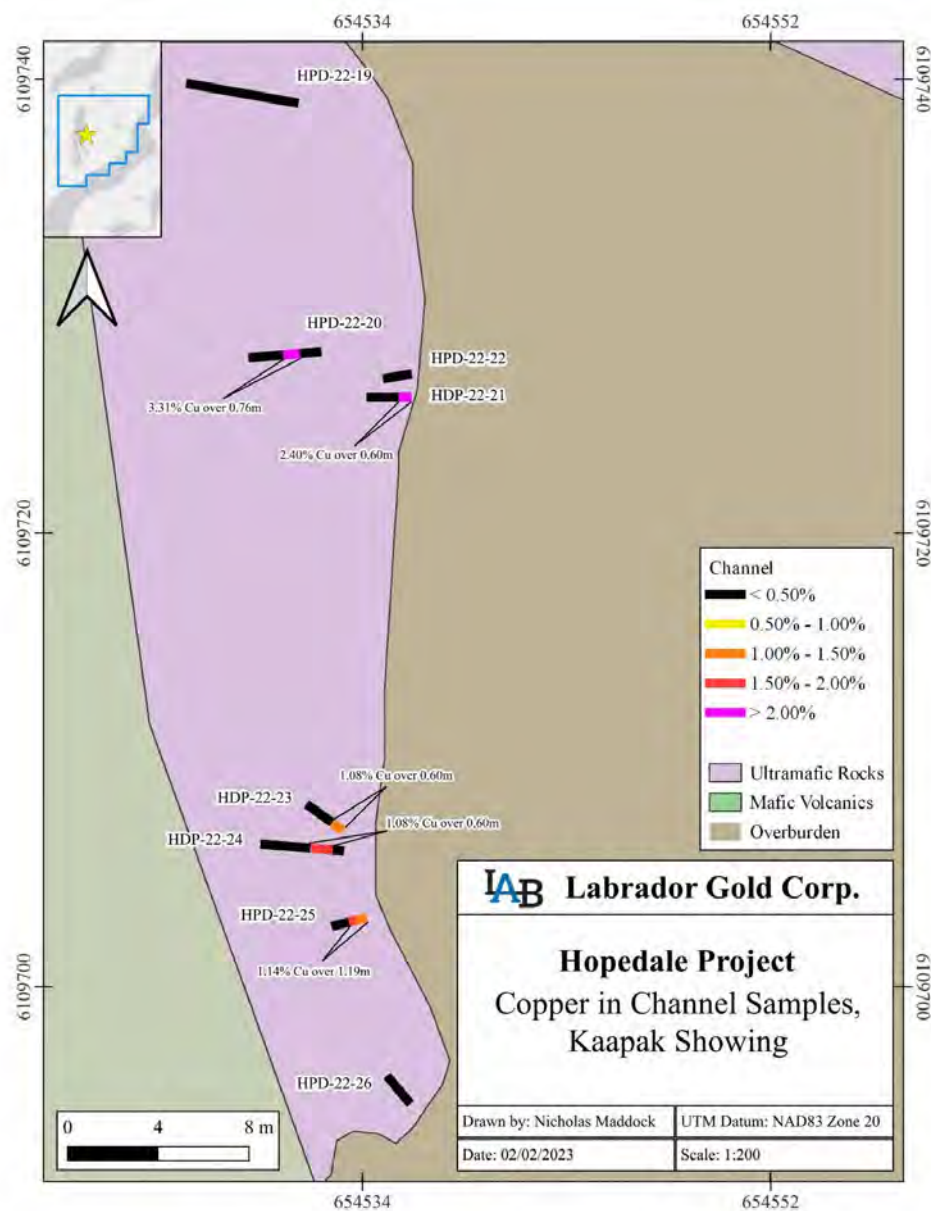 654534
654552
6109740
6109740
HPD-22-19
HPD-22-20
HPD-22-22
HDP-22-21
3.31% Cu over 0.76m
2.40% Cu over 0.60m
6109720
6109720
Channel
< 0.50%
0.50% - 1.00%
1.00% - 1.50%
1.50% - 2.00%
> 2.00%
Ultramafic Rocks
Mafic Volcanics
Overburden
1.08% Cu over 0.60m
HDP-22-23
1.08% Cu over 0.60m
HDP-22-24
HPD-22-25
1.14% Cu over 1.19m
6109700
6109700
HPD-22-26
LAB Labrador Gold Corp.
Hopedale Project
Copper in Channel Samples,
Kaapak Showing
Drawn by: Nicholas Maddock
UTM Datum: NAD83 Zone 20
Date: 02/02/2023
Scale: 1:200
0 4 8 m
654534
654552